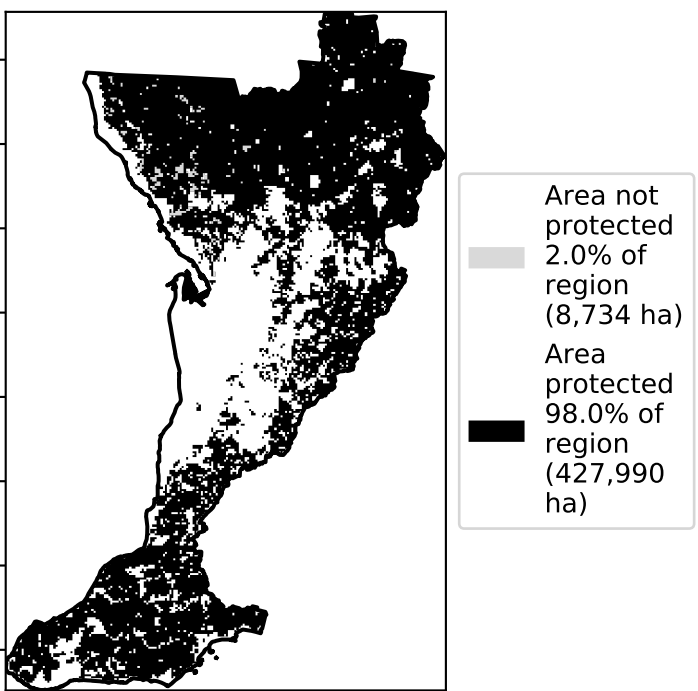 Area not
protected
2.0% of
region
(8,734 ha)
Area
protected
98.0% of
region
(427,990
ha)